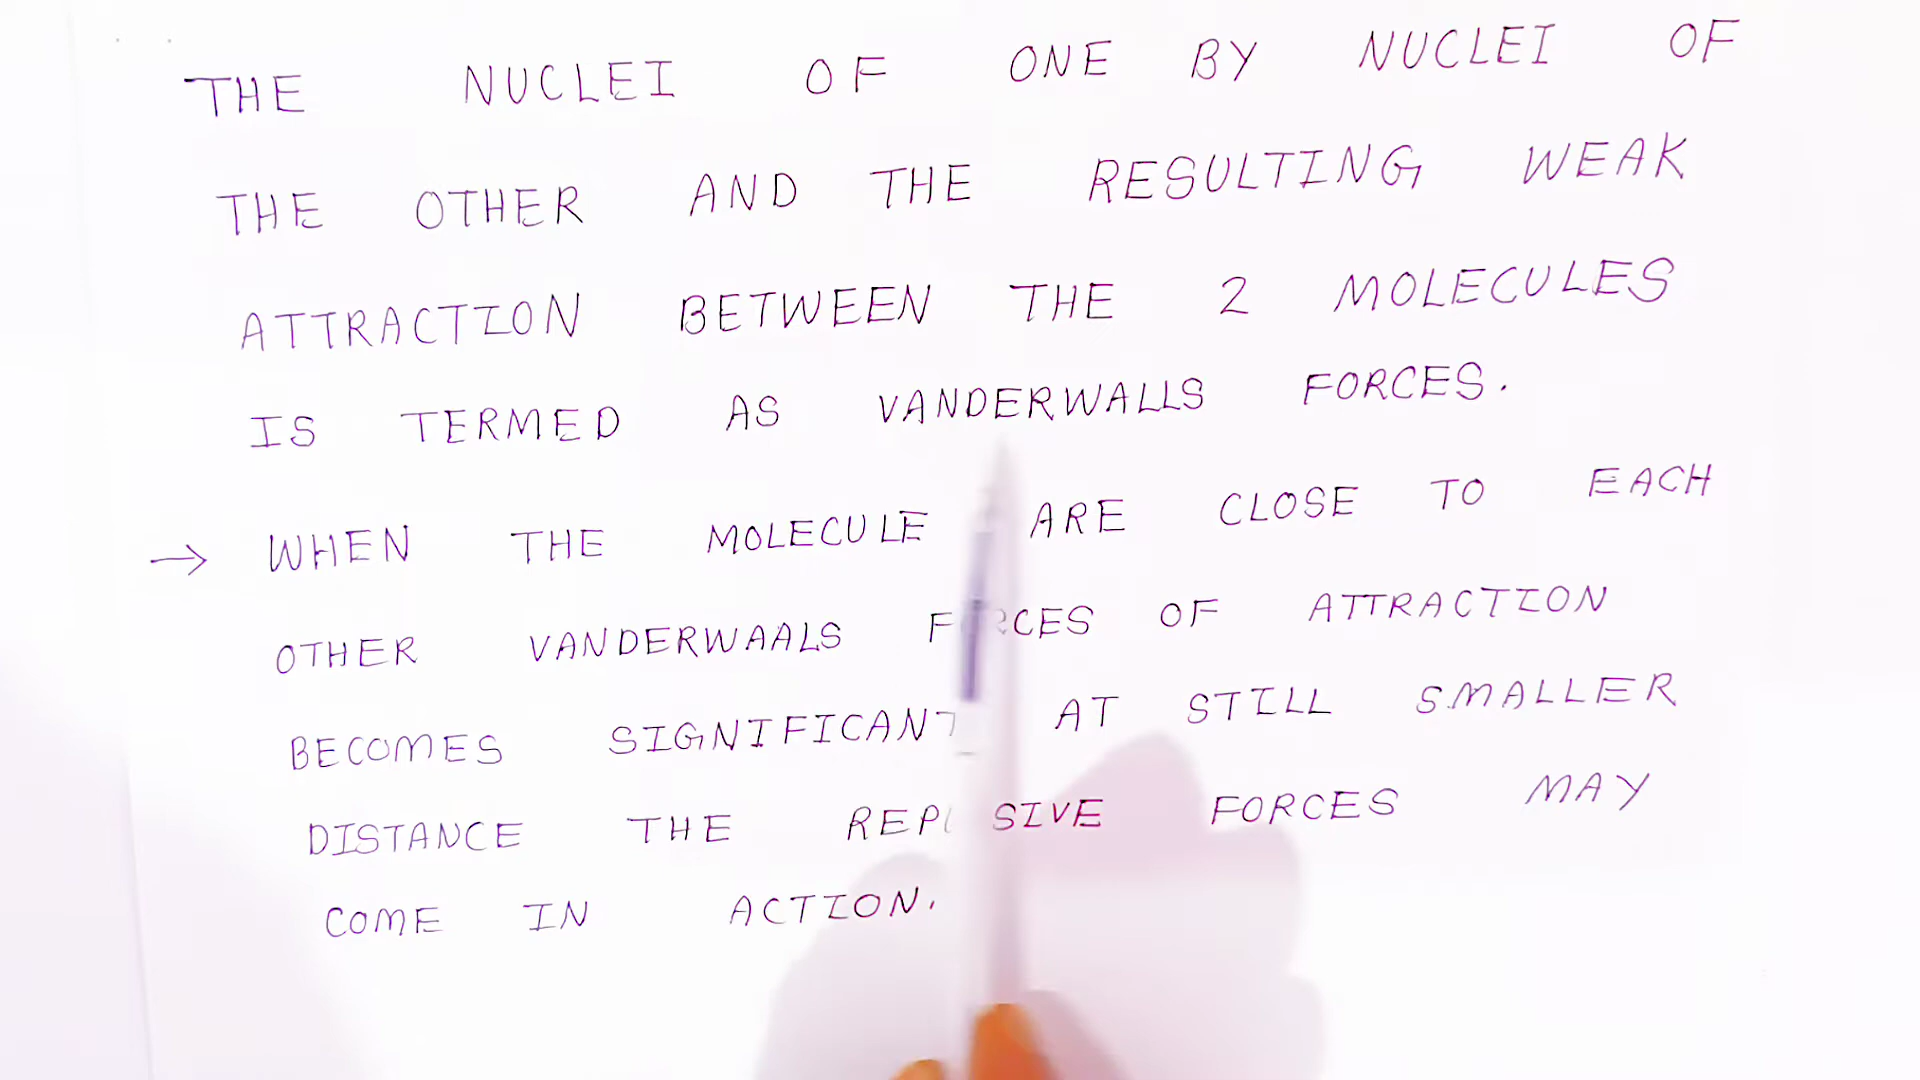 THE NUCLEI OF ONE BY NUCLEI OF
THE OTHER AND THE RESULTING WEAK
ATTRACTION BETWEEN THE 2 MOLECULES
IS TERMED AS VANDERWALLS FORCES.
→ WHEN THE MOLECULE ARE CLOSE TO EACH
OTHER VANDERWAALS FORCES OF ATTRACTION
BECOMES SIGNIFICANT AT STILL SMALLER
DISTANCE THE REPULSIVE FORCES MAY
COME IN ACTION.